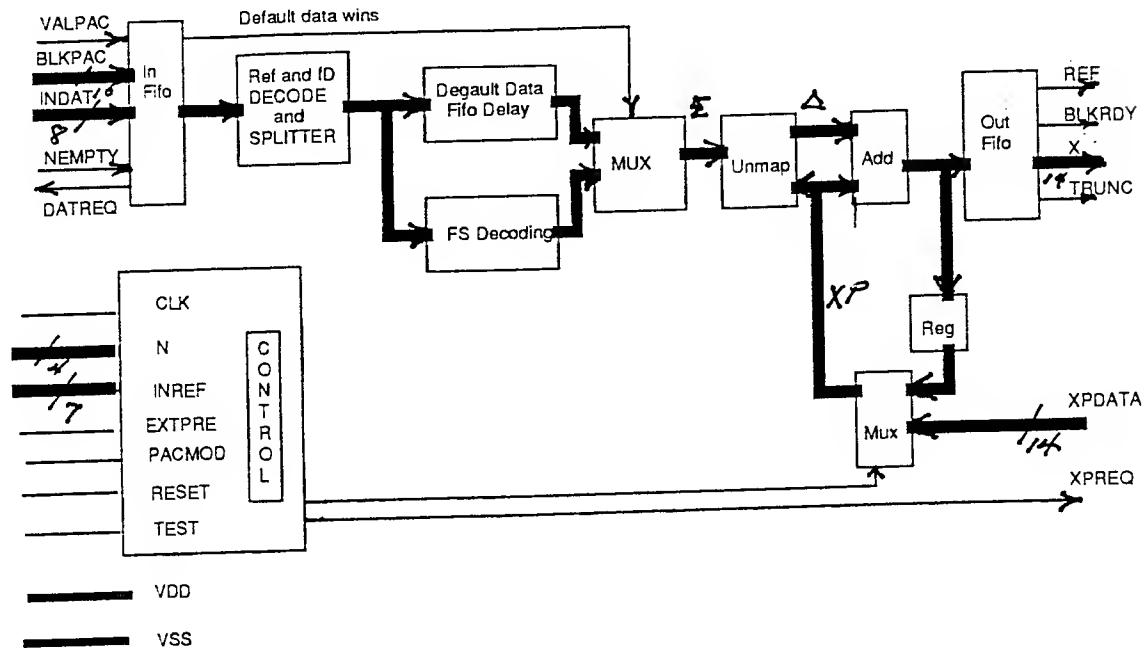 VALPAC
Default data wins
BLKPAC
16
INDAT
8
NEMPTY
DATREQ
In
Fifo
Ref and fD
DECODE
and
SPLITTER
Degault Data
Fifo Delay
FS Decoding
MUX
Σ
Unmap
Δ
Add
Out
Fifo
REF
BLKRDY
X
14
TRUNC
XP
Reg
Mux
XPDATA
14
XPREQ
CLK
N
4
INREF
7
EXTPRE
PACMOD
RESET
TEST
CONTROL
VDD
VSS